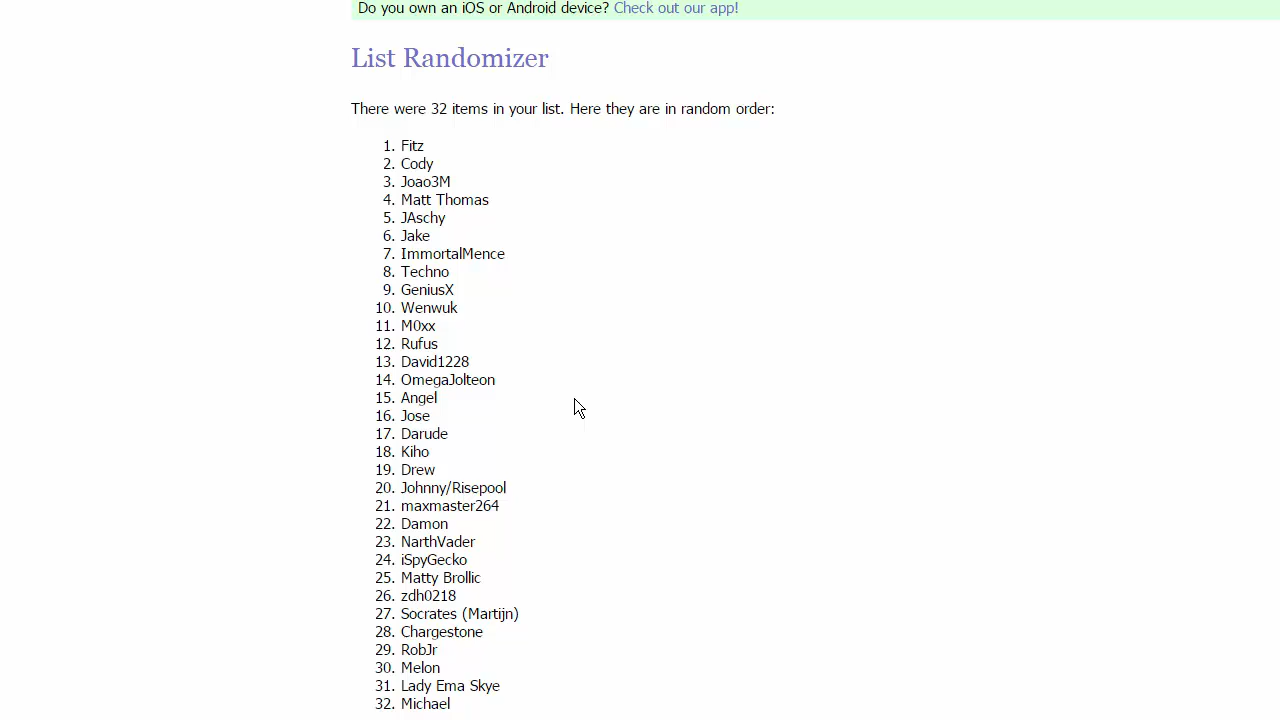 Do you own an iOS or Android device? Check out our app!
List Randomizer
There were 32 items in your list. Here they are in random order:
1. Fitz
2. Cody
3. Joao3M
4. Matt Thomas
5. JAschy
6. Jake
7. ImmortalMence
8. Techno
9. GeniusX
10. Wenwuk
11. M0xx
12. Rufus
13. David1228
14. OmegaJolteon
15. Angel
16. Jose
17. Darude
18. Kiho
19. Drew
20. Johnny/Risepool
21. maxmaster264
22. Damon
23. NarthVader
24. iSpyGecko
25. Matty Brollic
26. zdh0218
27. Socrates (Martijn)
28. Chargestone
29. RobJr
30. Melon
31. Lady Ema Skye
32. Michael